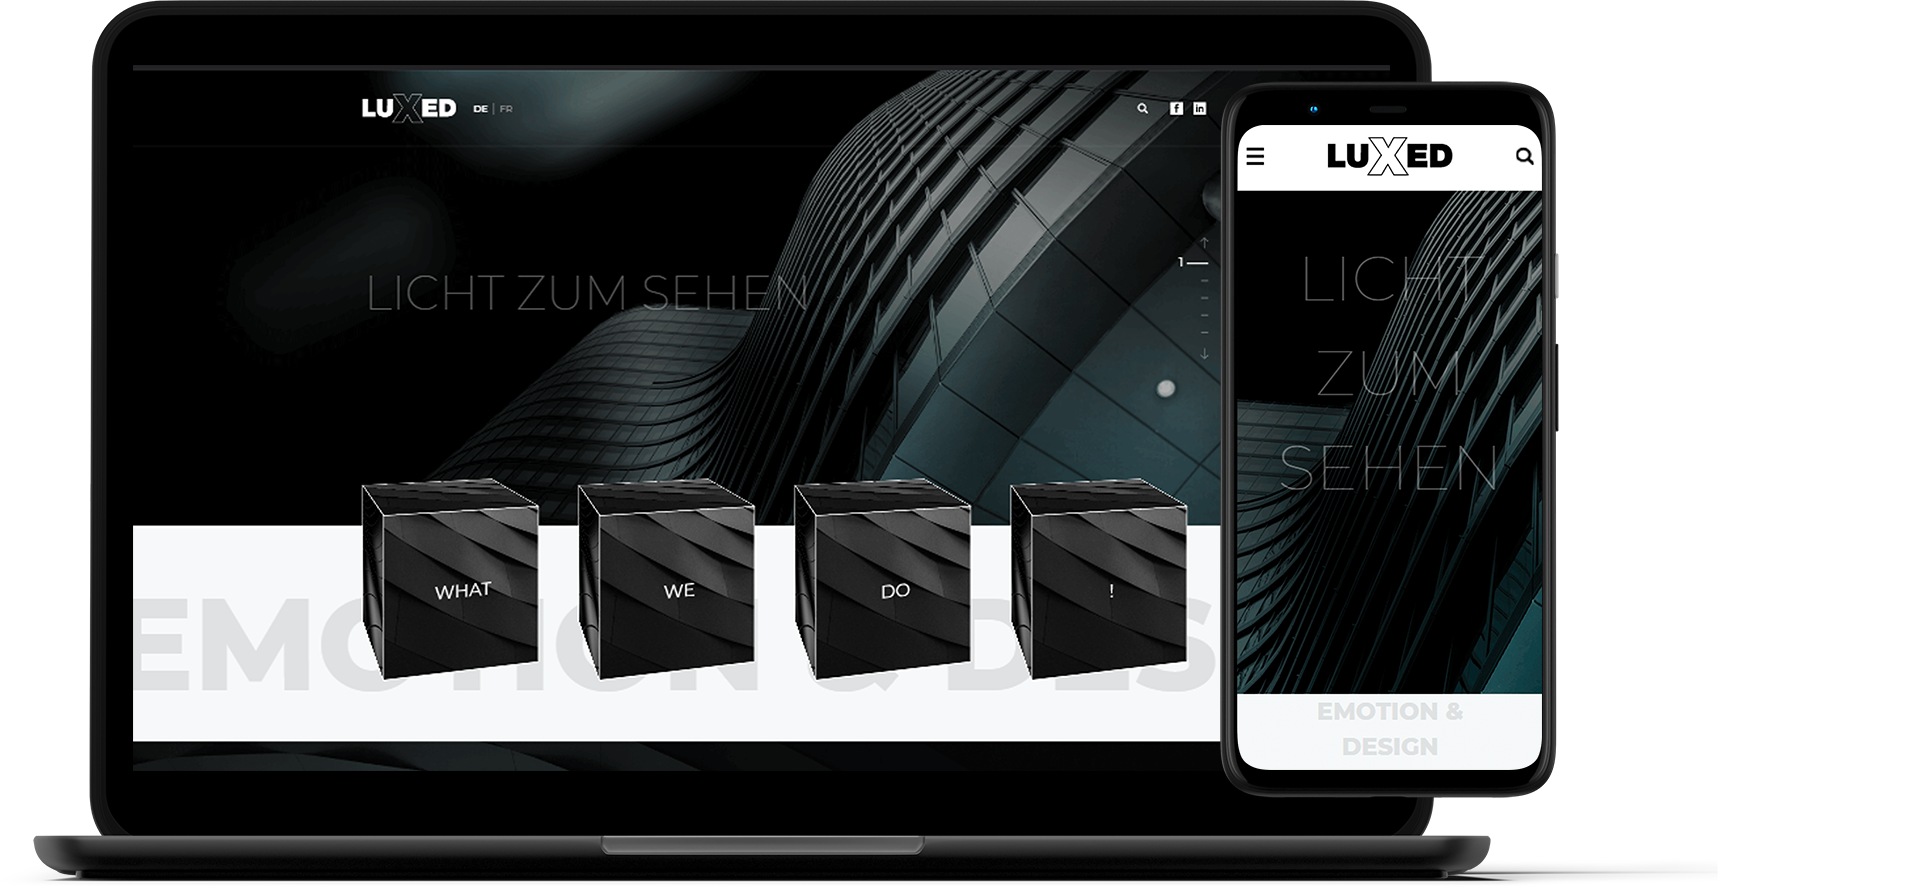 LUXED DE | FR
LICHT ZUM SEHEN
1
WHAT WE DO !
EMOTION & DES
LUXED
LICHT
ZUM
SEHEN
EMOTION &
DESIGN